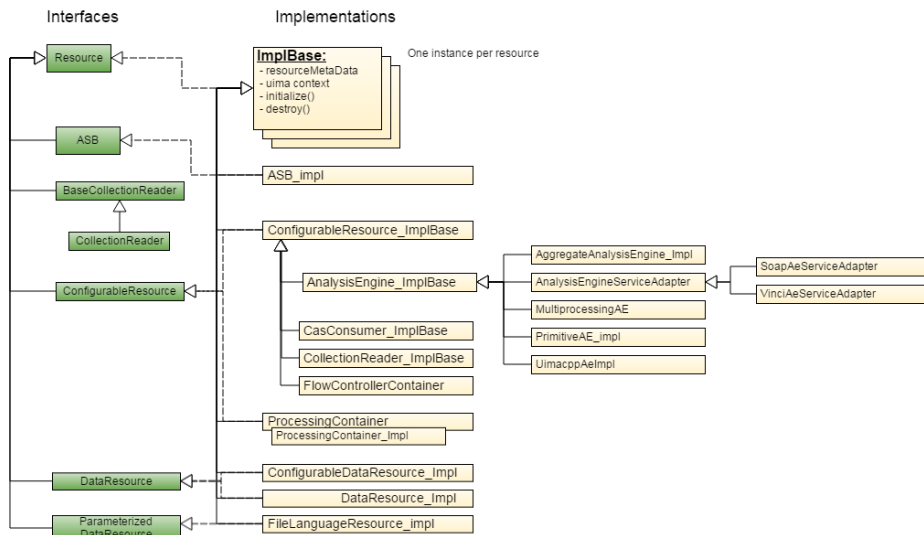 Interfaces
Implementations
Resource
ImplBase:
- resourceMetaData
- uima context
- initialize()
- destroy()
One instance per resource
ASB
ASB_impl
BaseCollectionReader
CollectionReader
ConfigurableResource_ImplBase
AggregateAnalysisEngine_Impl
SoapAeServiceAdapter
ConfigurableResource
AnalysisEngine_ImplBase
AnalysisEngineServiceAdapter
VinciAeServiceAdapter
MultiprocessingAE
CasConsumer_ImplBase
PrimitiveAE_impl
CollectionReader_ImplBase
UimacppAeImpl
FlowControllerContainer
ProcessingContainer
ProcessingContainer_Impl
ConfigurableDataResource_Impl
DataResource
DataResource_Impl
Parameterized
DataResource
FileLanguageResource_impl